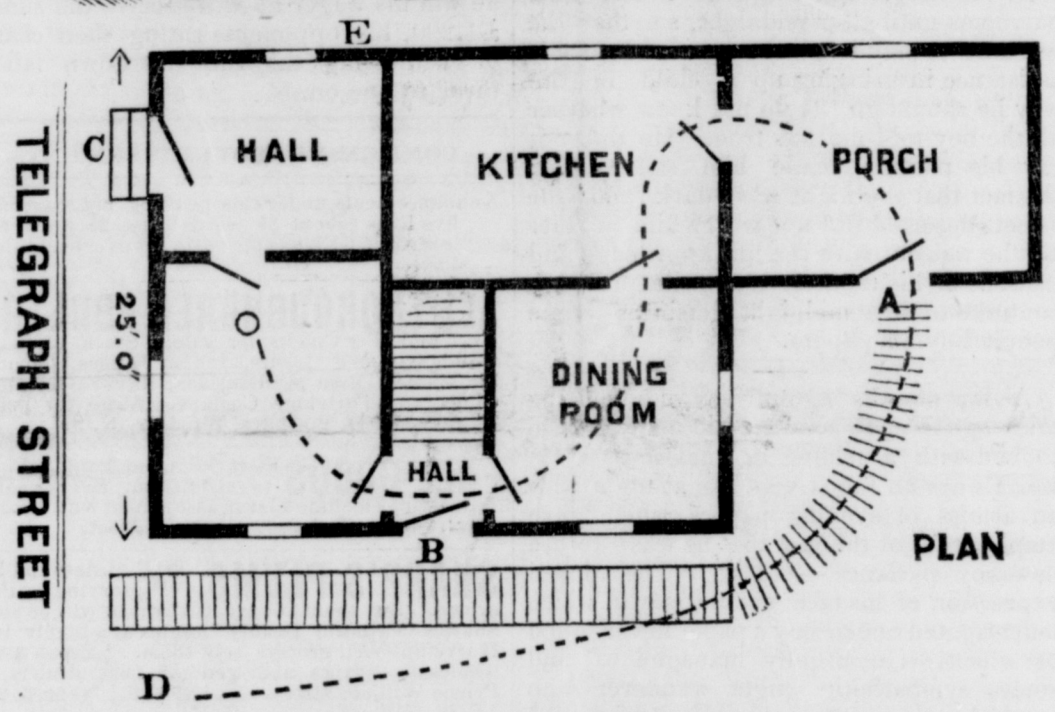 E
C
HALL
KITCHEN
PORCH
TELEGRAPH STREET
25'.0"
A
DINING
ROOM
HALL
B
PLAN
D